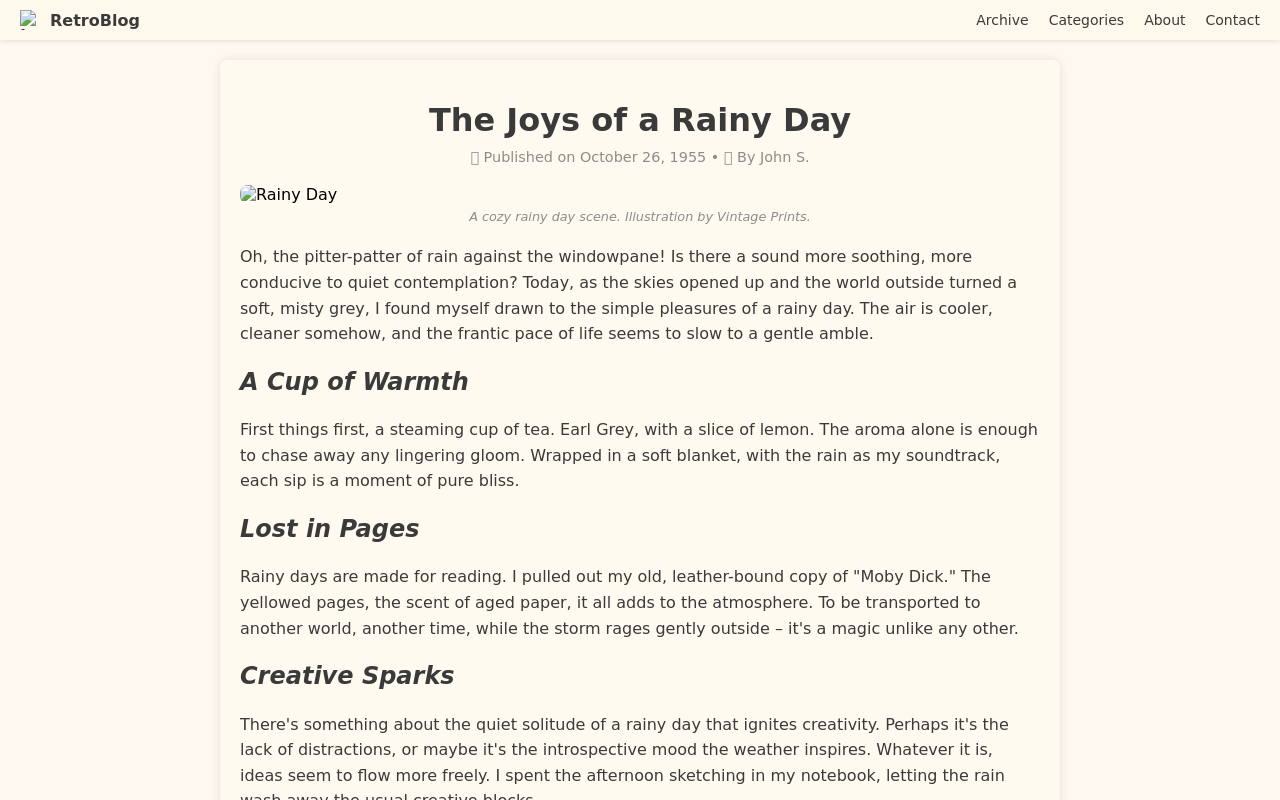 RetroBlog
Archive Categories About Contact
The Joys of a Rainy Day
Published on October 26, 1955 • By John S.
Rainy Day
A cozy rainy day scene. Illustration by Vintage Prints.
Oh, the pitter-patter of rain against the windowpane! Is there a sound more soothing, more
conducive to quiet contemplation? Today, as the skies opened up and the world outside turned a
soft, misty grey, I found myself drawn to the simple pleasures of a rainy day. The air is cooler,
cleaner somehow, and the frantic pace of life seems to slow to a gentle amble.
A Cup of Warmth
First things first, a steaming cup of tea. Earl Grey, with a slice of lemon. The aroma alone is enough
to chase away any lingering gloom. Wrapped in a soft blanket, with the rain as my soundtrack,
each sip is a moment of pure bliss.
Lost in Pages
Rainy days are made for reading. I pulled out my old, leather-bound copy of "Moby Dick." The
yellowed pages, the scent of aged paper, it all adds to the atmosphere. To be transported to
another world, another time, while the storm rages gently outside – it's a magic unlike any other.
Creative Sparks
There's something about the quiet solitude of a rainy day that ignites creativity. Perhaps it's the
lack of distractions, or maybe it's the introspective mood the weather inspires. Whatever it is,
ideas seem to flow more freely. I spent the afternoon sketching in my notebook, letting the rain
wash away the usual creative blocks.